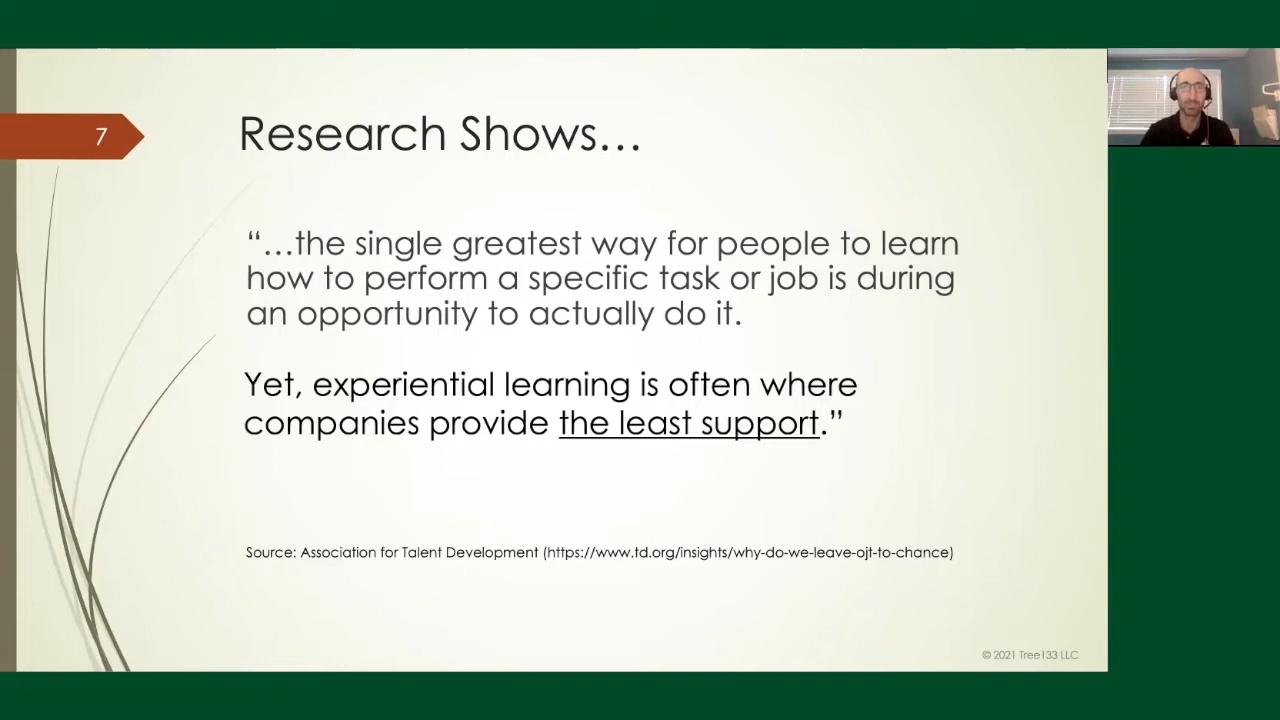 7
Research Shows…
“…the single greatest way for people to learn
how to perform a specific task or job is during
an opportunity to actually do it.
Yet, experiential learning is often where
companies provide the least support.”
Source: Association for Talent Development (https://www.td.org/insights/why-do-we-leave-ojt-to-chance)
© 2021 Tree133 LLC